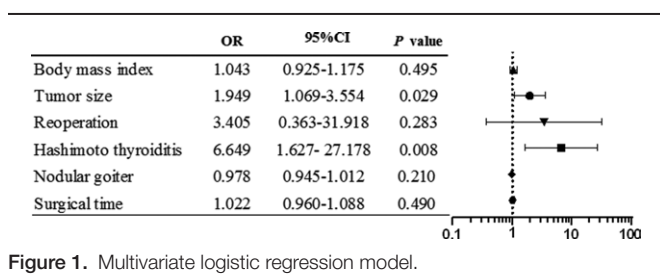 OR 95%CI P value
Body mass index 1.043 0.925-1.175 0.495
Tumor size 1.949 1.069-3.554 0.029
Reoperation 3.405 0.363-31.918 0.283
Hashimoto thyroiditis 6.649 1.627- 27.178 0.008
Nodular goiter 0.978 0.945-1.012 0.210
Surgical time 1.022 0.960-1.088 0.490
0.1 1 10 100
Figure 1. Multivariate logistic regression model.